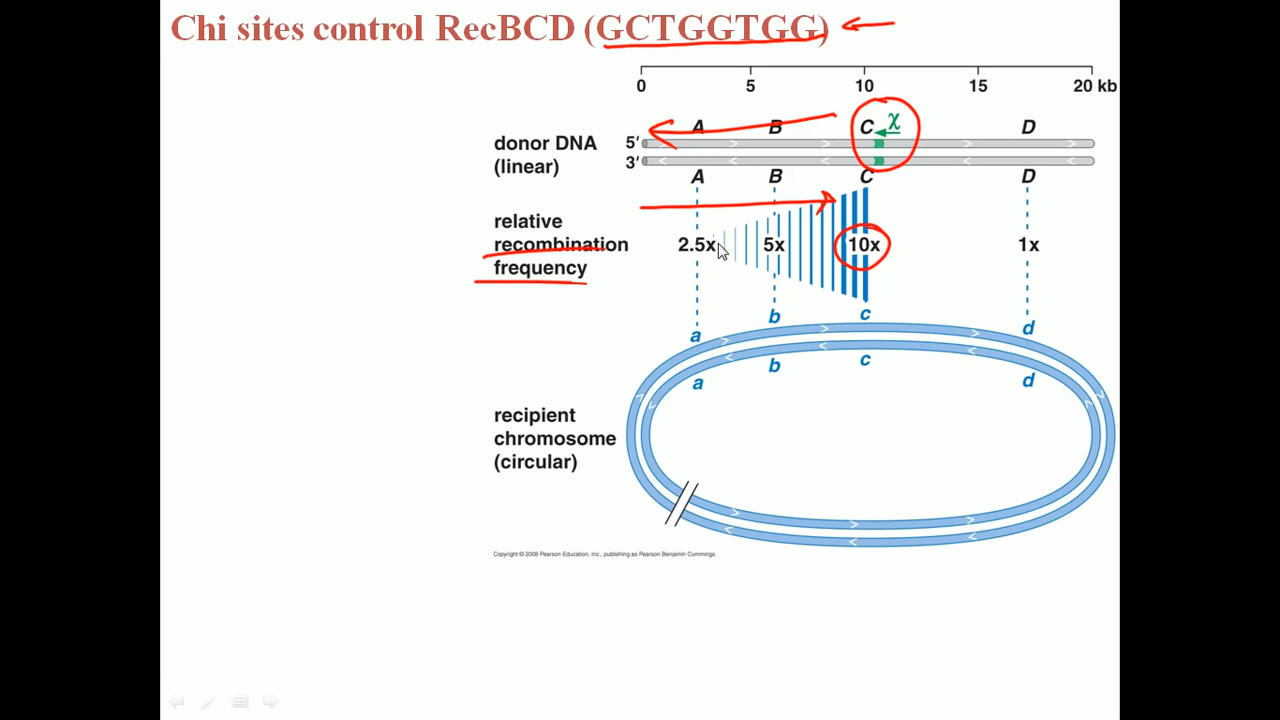 Chi sites control RecBCD (GCTGGTGG)
0 5 10 15 20 kb
A B C χ D
donor DNA 5'
(linear) 3'
A B C D
relative
recombination 2.5x 5x 10x 1x
frequency
a b c d
a b c d
recipient
chromosome
(circular)
Copyright © 2008 Pearson Education, Inc., publishing as Pearson Benjamin Cummings.